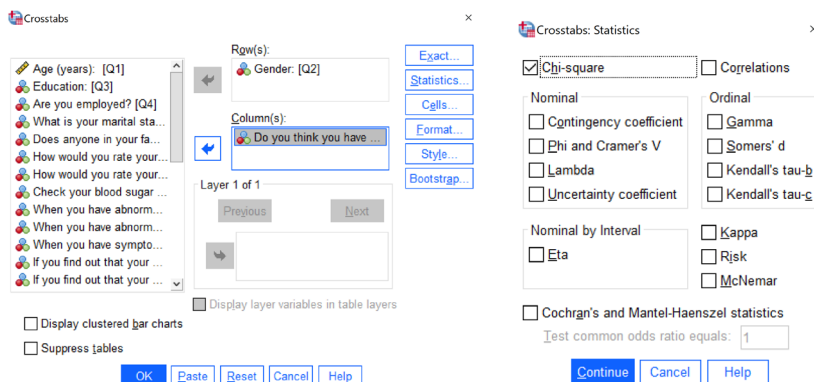 Crosstabs
Row(s):
Age (years): [Q1]
Education: [Q3]
Are you employed? [Q4]
What is your marital sta...
Does anyone in your fa...
How would you rate your...
How would you rate your...
Check your blood sugar ...
When you have abnorm...
When you have abnorm...
When you have sympto...
If you find out that your ...
If you find out that your ...
Gender: [Q2]
Column(s):
Do you think you have ...
Layer 1 of 1
Previous
Next
Display layer variables in table layers
Exact...
Statistics...
Cells...
Format...
Style...
Bootstrap...
Display clustered bar charts
Suppress tables
OK
Paste
Reset
Cancel
Help
Crosstabs: Statistics
Chi-square
Correlations
Nominal
Contingency coefficient
Phi and Cramer's V
Lambda
Uncertainty coefficient
Ordinal
Gamma
Somers' d
Kendall's tau-b
Kendall's tau-c
Nominal by Interval
Eta
Kappa
Risk
McNemar
Cochran's and Mantel-Haenszel statistics
Test common odds ratio equals: 1
Continue
Cancel
Help